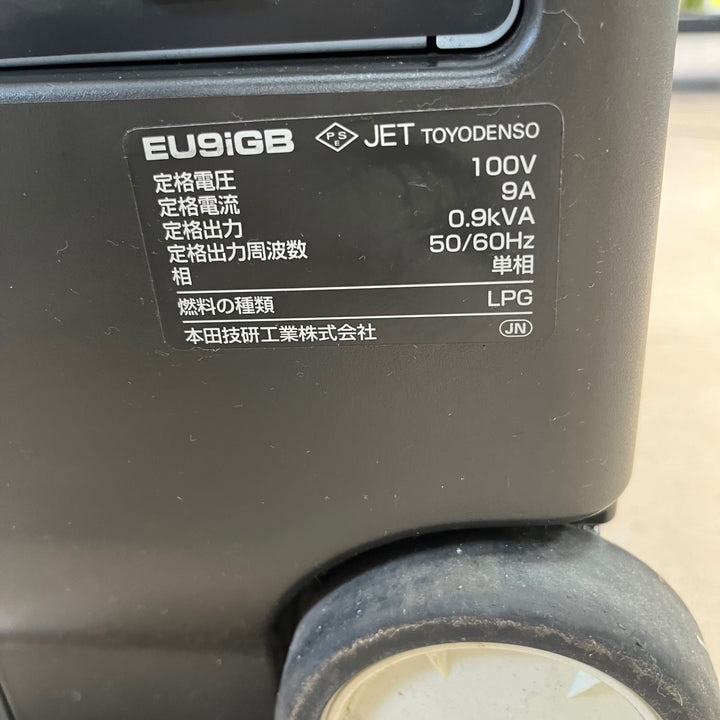 EU9iGB PSE JET TOYODENSO
定格電圧 100V
定格電流 9A
定格出力 0.9kVA
定格出力周波数 50/60Hz
相 単相
燃料の種類 LPG
本田技研工業株式会社 JN